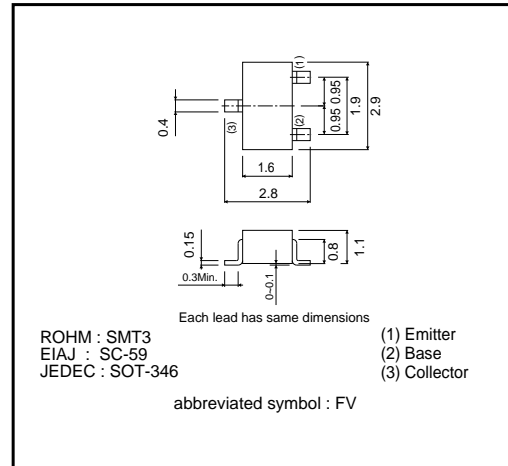 (1)
0.95 0.95
1.9
2.9
0.4
(3)
(2)
1.6
2.8
0.15
0.8
1.1
0.3Min.
0~0.1
Each lead has same dimensions
ROHM : SMT3
EIAJ : SC-59
JEDEC : SOT-346
(1) Emitter
(2) Base
(3) Collector
abbreviated symbol : FV